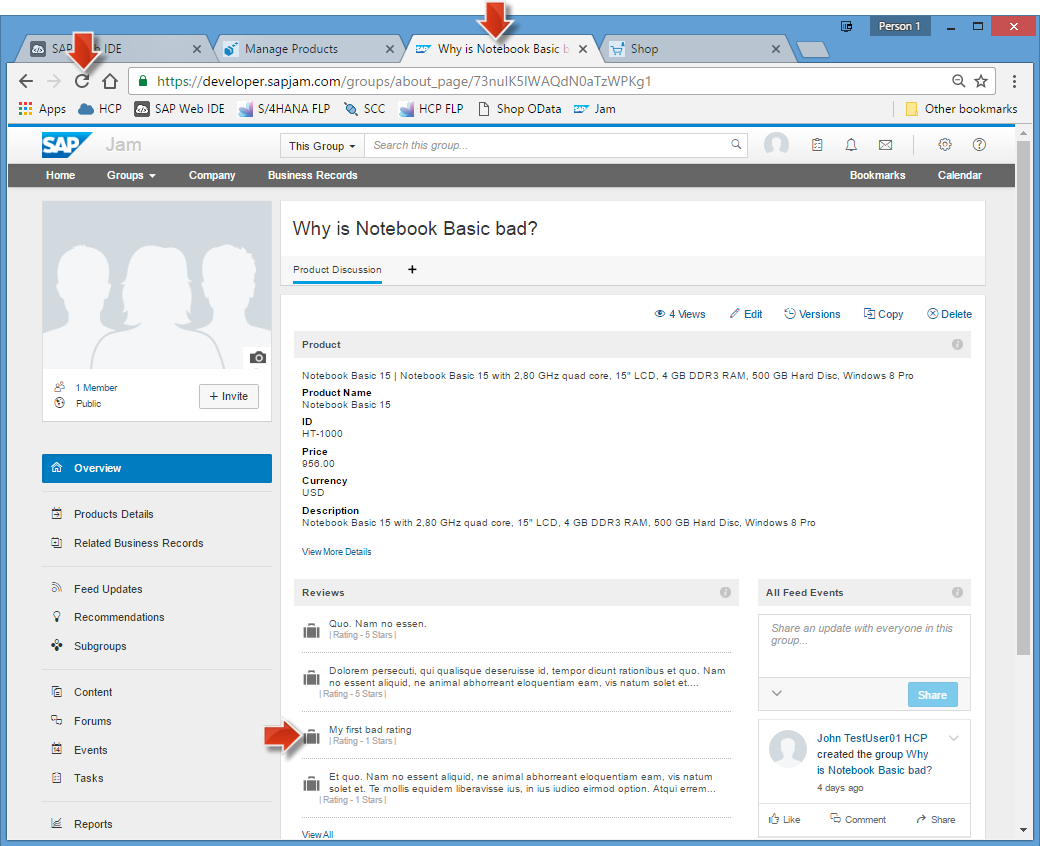 Person 1
SAP Web IDE
Manage Products
Why is Notebook Basic b
Shop
https://developer.sapjam.com/groups/about_page/73nuIK5IWAQdN0aTzWPKg1
Apps HCP SAP Web IDE S/4HANA FLP SCC HCP FLP Shop OData Jam Other bookmarks
SAP Jam
This Group
Search this group...
Home Groups Company Business Records Bookmarks Calendar
1 Member
Public
+ Invite
Overview
Products Details
Related Business Records
Feed Updates
Recommendations
Subgroups
Content
Forums
Events
Tasks
Reports
Why is Notebook Basic bad?
Product Discussion +
4 Views Edit Versions Copy Delete
Product
Notebook Basic 15 | Notebook Basic 15 with 2,80 GHz quad core, 15" LCD, 4 GB DDR3 RAM, 500 GB Hard Disc, Windows 8 Pro
Product Name
Notebook Basic 15
ID
HT-1000
Price
956.00
Currency
USD
Description
Notebook Basic 15 with 2,80 GHz quad core, 15" LCD, 4 GB DDR3 RAM, 500 GB Hard Disc, Windows 8 Pro
View More Details
Reviews
Quo. Nam no essen.
| Rating - 5 Stars |
Dolorem persecuti, qui qualisque deseruisse id, tempor dicunt rationibus et quo. Nam
no essent aliquid, ne animal abhorreant eloquentiam eam, vis natum solet et....
| Rating - 5 Stars |
My first bad rating
| Rating - 1 Stars |
Et quo. Nam no essent aliquid, ne animal abhorreant eloquentiam eam, vis natum
solet et. Te mollis equidem liberavisse ius, in ius iudico eirmod option. Atqui errem...
| Rating - 1 Stars |
View All
All Feed Events
Share an update with everyone in this
group...
Share
John TestUser01 HCP
created the group Why
is Notebook Basic bad?
4 days ago
Like Comment Share